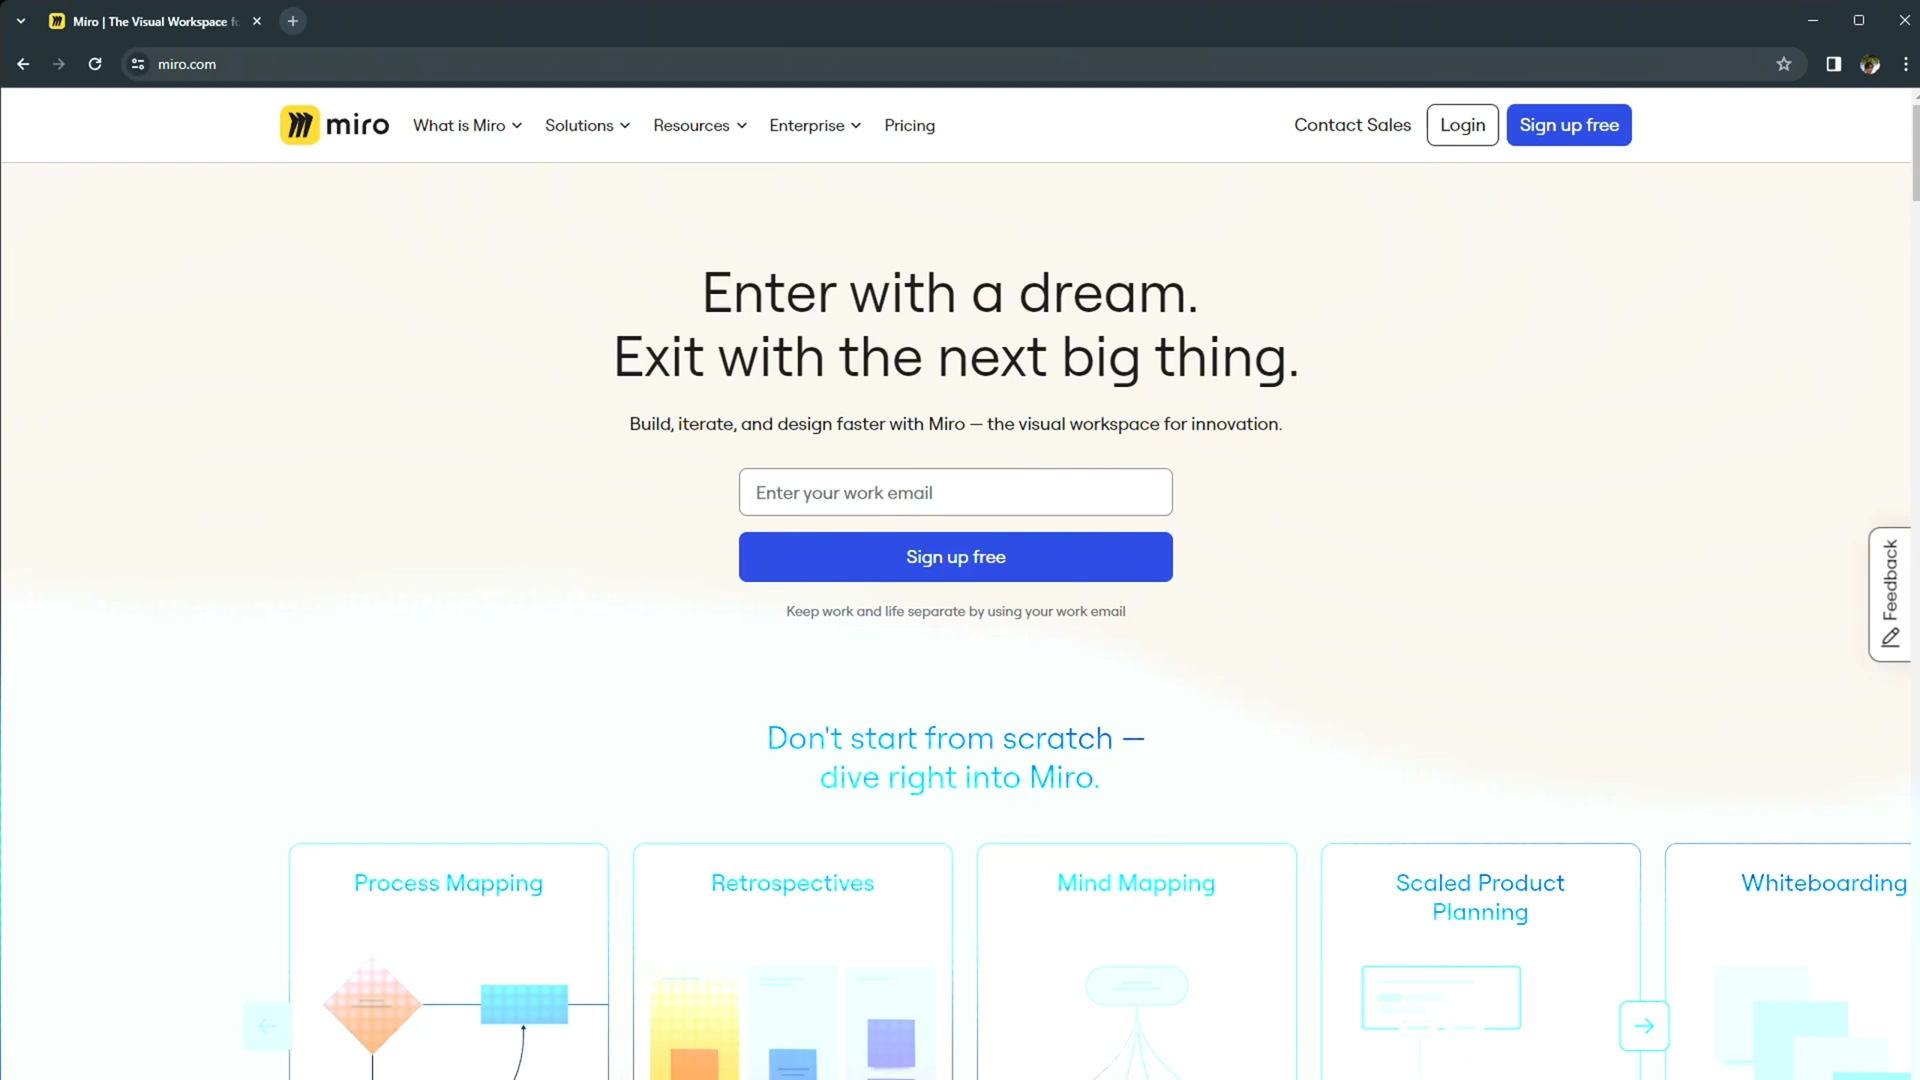 Miro | The Visual Workspace fo
miro.com
miro
What is Miro
Solutions
Resources
Enterprise
Pricing
Contact Sales
Login
Sign up free
Enter with a dream.
Exit with the next big thing.
Build, iterate, and design faster with Miro — the visual workspace for innovation.
Enter your work email
Sign up free
Keep work and life separate by using your work email
Feedback
Don't start from scratch —
dive right into Miro.
Process Mapping
Retrospectives
Mind Mapping
Scaled Product
Planning
Whiteboarding